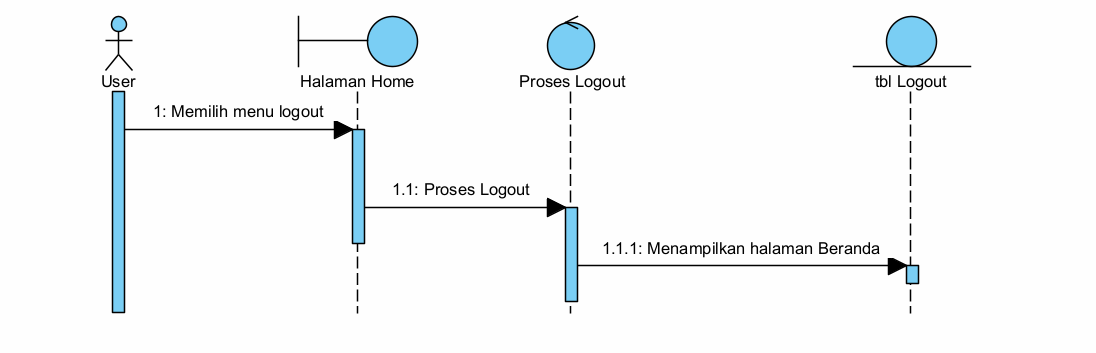 User
Halaman Home
Proses Logout
tbl Logout
1: Memilih menu logout
1.1: Proses Logout
1.1.1: Menampilkan halaman Beranda